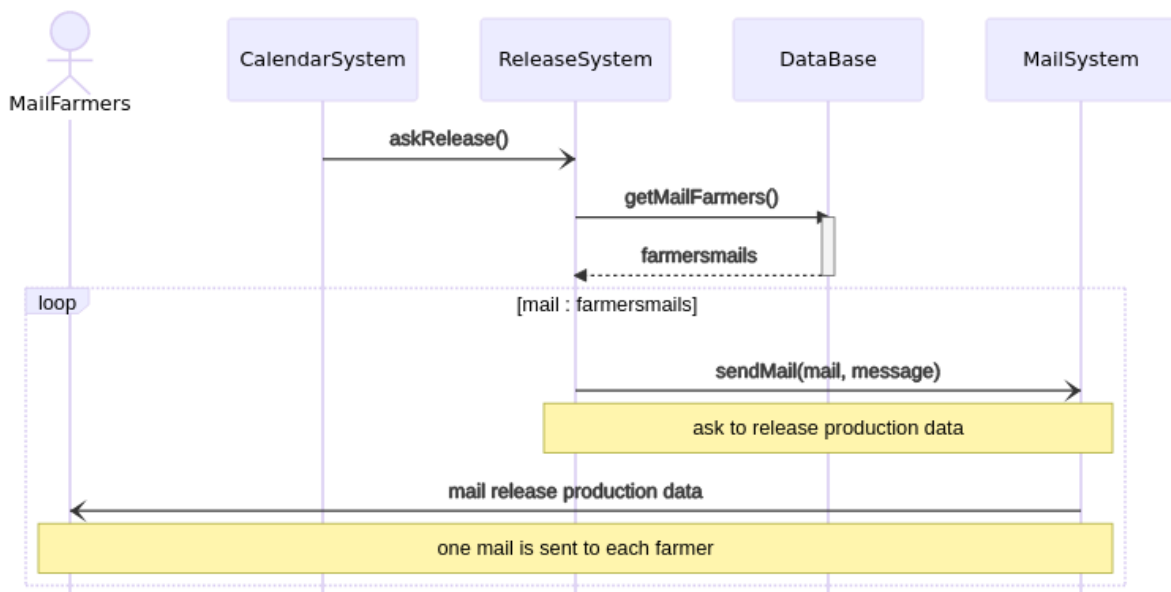 MailFarmers
CalendarSystem
ReleaseSystem
DataBase
MailSystem
askRelease()
getMailFarmers()
farmersmails
loop
[mail : farmersmails]
sendMail(mail, message)
ask to release production data
mail release production data
one mail is sent to each farmer